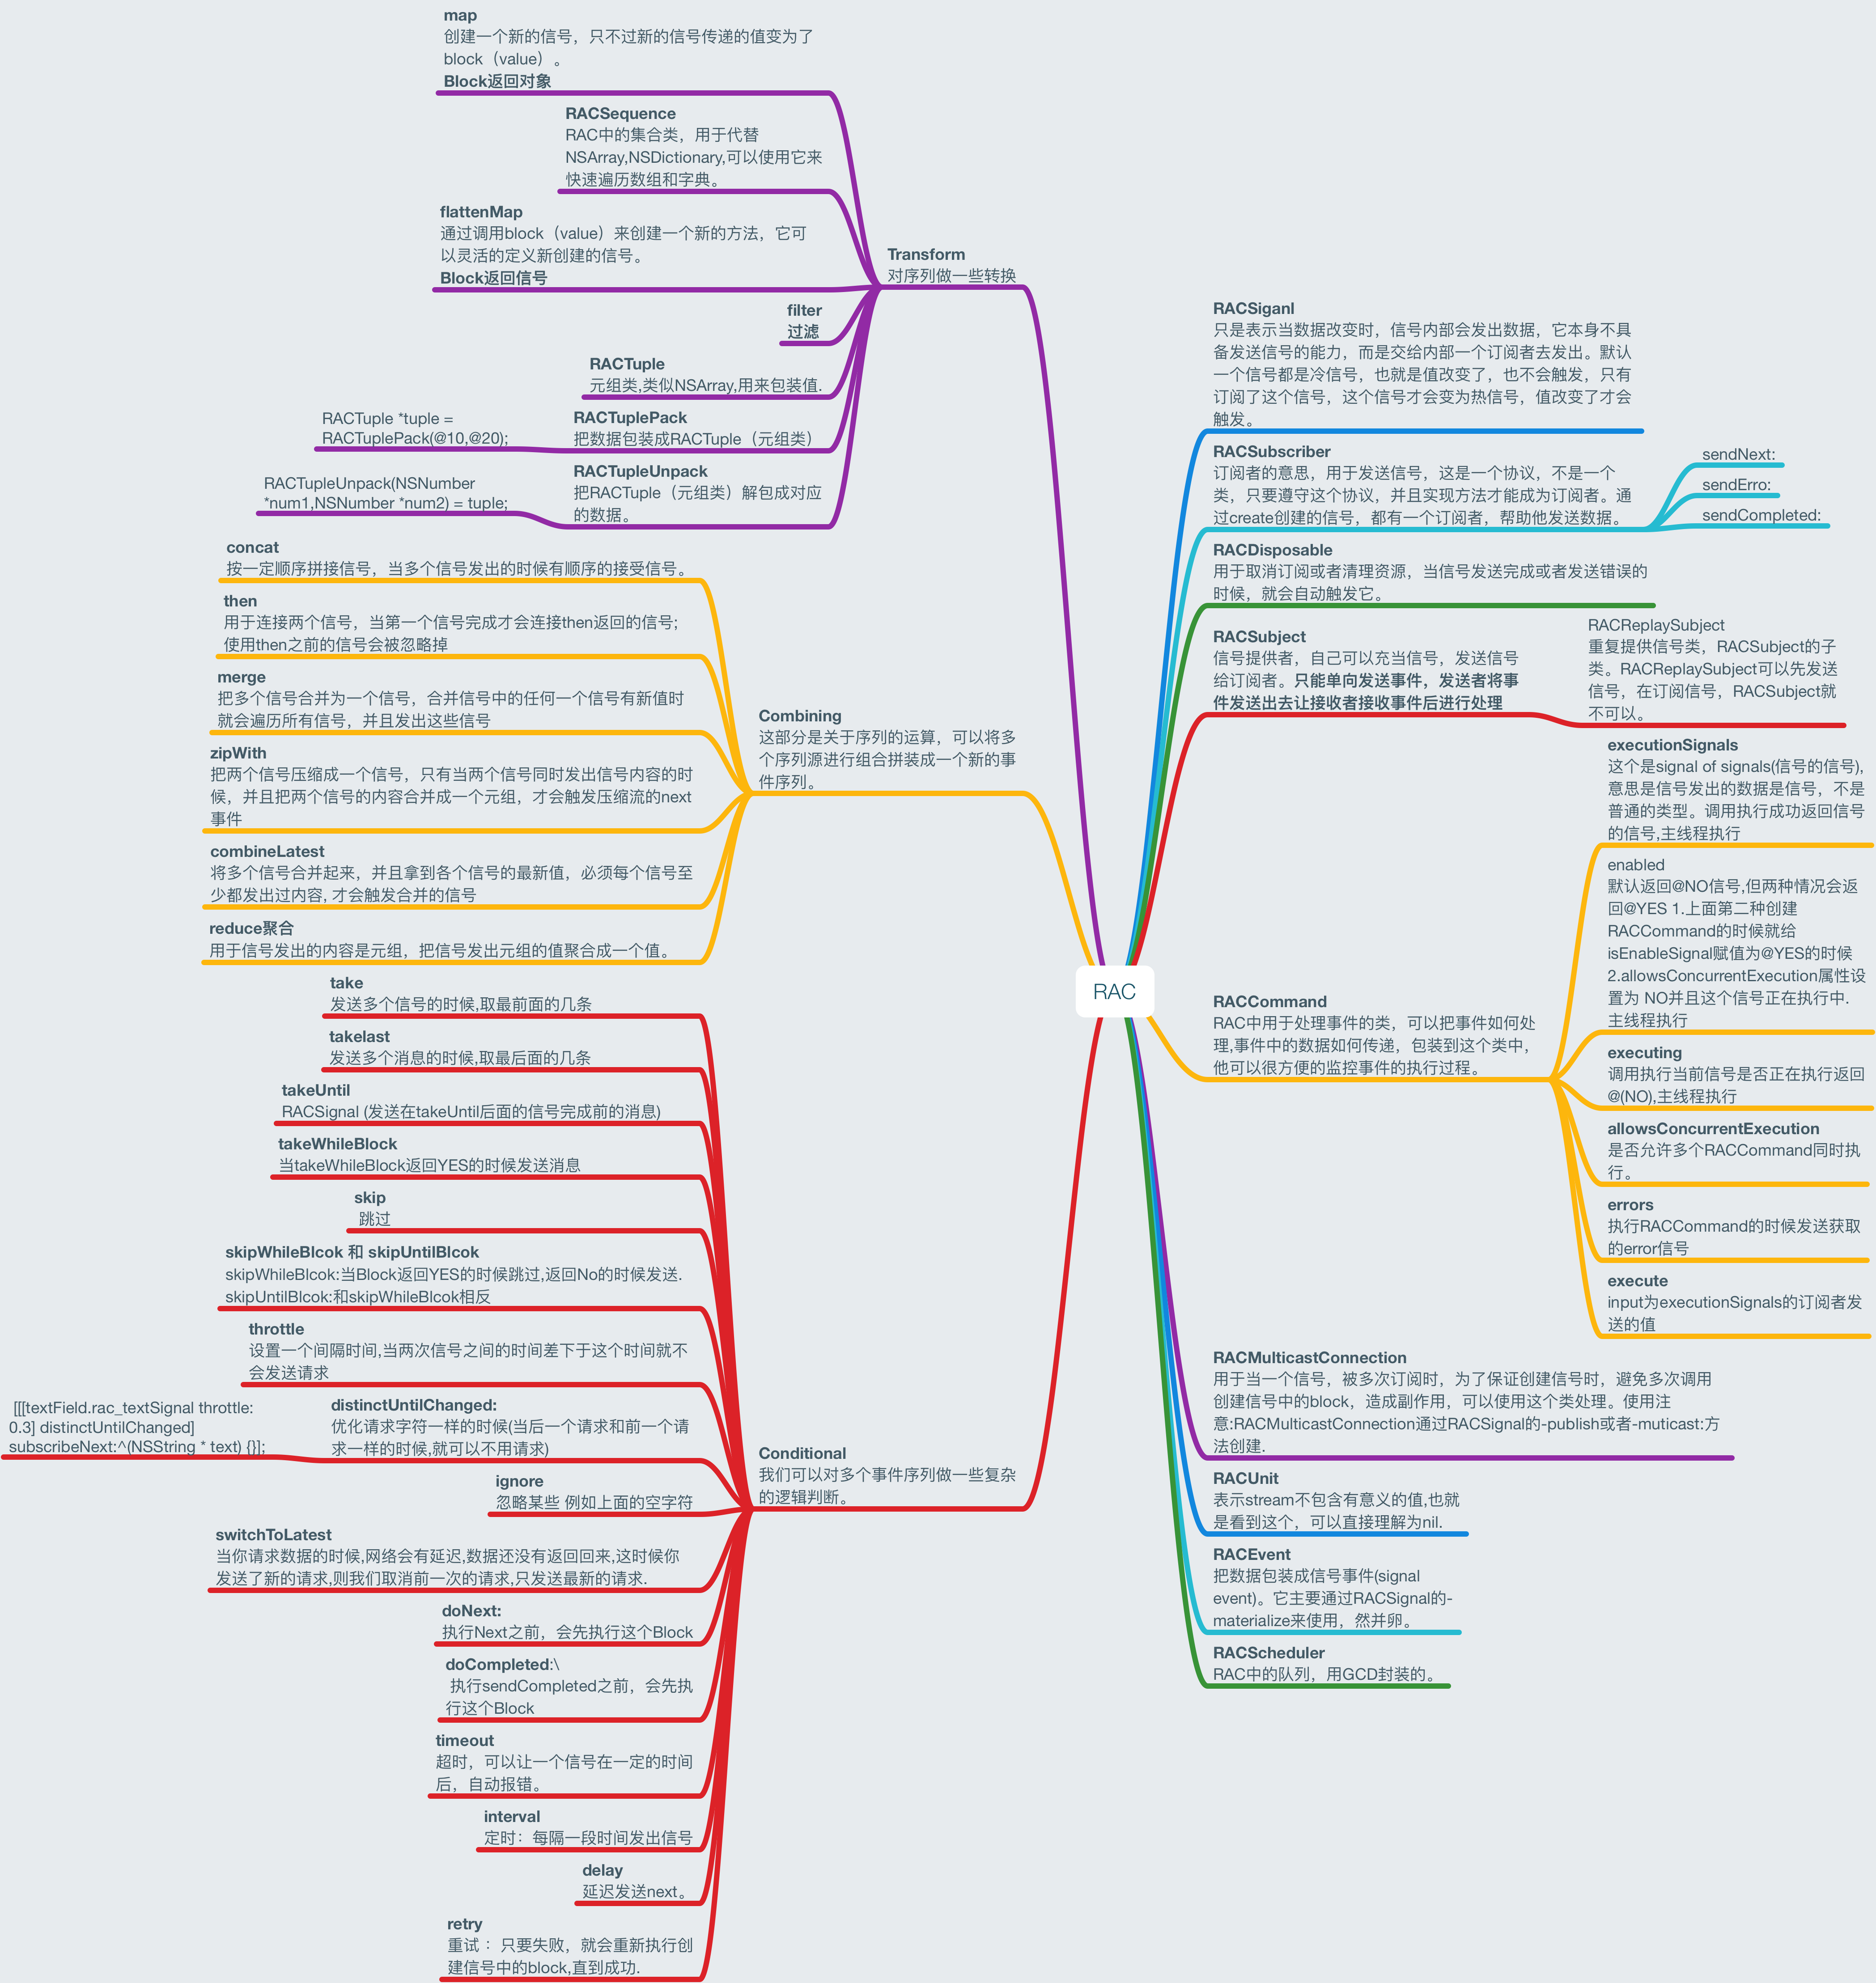 map
创建一个新的信号，只不过新的信号传递的值变为了
block（value）。
Block返回对象
RACSequence
RAC中的集合类，用于代替
NSArray,NSDictionary,可以使用它来
快速遍历数组和字典。
flattenMap
通过调用block（value）来创建一个新的方法，它可
以灵活的定义新创建的信号。
Block返回信号
filter
过滤
RACTuple
元组类,类似NSArray,用来包装值.
RACTuplePack
把数据包装成RACTuple（元组类）
RACTuple *tuple =
RACTuplePack(@10,@20);
RACTupleUnpack
把RACTuple（元组类）解包成对应
的数据。
RACTupleUnpack(NSNumber
*num1,NSNumber *num2) = tuple;
Transform
对序列做一些转换
concat
按一定顺序拼接信号，当多个信号发出的时候有顺序的接受信号。
then
用于连接两个信号，当第一个信号完成才会连接then返回的信号;
使用then之前的信号会被忽略掉
merge
把多个信号合并为一个信号，合并信号中的任何一个信号有新值时
就会遍历所有信号，并且发出这些信号
zipWith
把两个信号压缩成一个信号，只有当两个信号同时发出信号内容的时
候，并且把两个信号的内容合并成一个元组，才会触发压缩流的next
事件
combineLatest
将多个信号合并起来，并且拿到各个信号的最新值，必须每个信号至
少都发出过内容, 才会触发合并的信号
reduce聚合
用于信号发出的内容是元组，把信号发出元组的值聚合成一个值。
Combining
这部分是关于序列的运算，可以将多
个序列源进行组合拼装成一个新的事
件序列。
take
发送多个信号的时候,取最前面的几条
takelast
发送多个消息的时候,取最后面的几条
takeUntil
RACSignal (发送在takeUntil后面的信号完成前的消息)
takeWhileBlock
当takeWhileBlock返回YES的时候发送消息
skip
跳过
skipWhileBlcok 和 skipUntilBlcok
skipWhileBlcok:当Block返回YES的时候跳过,返回No的时候发送.
skipUntilBlcok:和skipWhileBlcok相反
throttle
设置一个间隔时间,当两次信号之间的时间差下于这个时间就不
会发送请求
distinctUntilChanged:
优化请求字符一样的时候(当后一个请求和前一个请
求一样的时候,就可以不用请求)
[[[textField.rac_textSignal throttle:
0.3] distinctUntilChanged]
subscribeNext:^(NSString * text) {}];
ignore
忽略某些 例如上面的空字符
switchToLatest
当你请求数据的时候,网络会有延迟,数据还没有返回回来,这时候你
发送了新的请求,则我们取消前一次的请求,只发送最新的请求.
doNext:
执行Next之前，会先执行这个Block
doCompleted:\
执行sendCompleted之前，会先执
行这个Block
timeout
超时，可以让一个信号在一定的时间
后，自动报错。
interval
定时：每隔一段时间发出信号
delay
延迟发送next。
retry
重试 ：只要失败，就会重新执行创
建信号中的block,直到成功.
Conditional
我们可以对多个事件序列做一些复杂
的逻辑判断。
RAC
RACSiganl
只是表示当数据改变时，信号内部会发出数据，它本身不具
备发送信号的能力，而是交给内部一个订阅者去发出。默认
一个信号都是冷信号，也就是值改变了，也不会触发，只有
订阅了这个信号，这个信号才会变为热信号，值改变了才会
触发。
RACSubscriber
订阅者的意思，用于发送信号，这是一个协议，不是一个
类，只要遵守这个协议，并且实现方法才能成为订阅者。通
过create创建的信号，都有一个订阅者，帮助他发送数据。
sendNext:
sendErro:
sendCompleted:
RACDisposable
用于取消订阅或者清理资源，当信号发送完成或者发送错误的
时候，就会自动触发它。
RACSubject
信号提供者，自己可以充当信号，发送信号
给订阅者。只能单向发送事件，发送者将事
件发送出去让接收者接收事件后进行处理
RACReplaySubject
重复提供信号类，RACSubject的子
类。RACReplaySubject可以先发送
信号，在订阅信号，RACSubject就
不可以。
RACCommand
RAC中用于处理事件的类，可以把事件如何处
理,事件中的数据如何传递，包装到这个类中，
他可以很方便的监控事件的执行过程。
executionSignals
这个是signal of signals(信号的信号),
意思是信号发出的数据是信号，不是
普通的类型。调用执行成功返回信号
的信号,主线程执行
enabled
默认返回@NO信号,但两种情况会返
回@YES 1.上面第二种创建
RACCommand的时候就给
isEnableSignal赋值为@YES的时候
2.allowsConcurrentExecution属性设
置为 NO并且这个信号正在执行中.
主线程执行
executing
调用执行当前信号是否正在执行返回
@(NO),主线程执行
allowsConcurrentExecution
是否允许多个RACCommand同时执
行。
errors
执行RACCommand的时候发送获取
的error信号
execute
input为executionSignals的订阅者发
送的值
RACMulticastConnection
用于当一个信号，被多次订阅时，为了保证创建信号时，避免多次调用
创建信号中的block，造成副作用，可以使用这个类处理。使用注
意:RACMulticastConnection通过RACSignal的-publish或者-muticast:方
法创建.
RACUnit
表示stream不包含有意义的值,也就
是看到这个，可以直接理解为nil.
RACEvent
把数据包装成信号事件(signal
event)。它主要通过RACSignal的-
materialize来使用，然并卵。
RACScheduler
RAC中的队列，用GCD封装的。